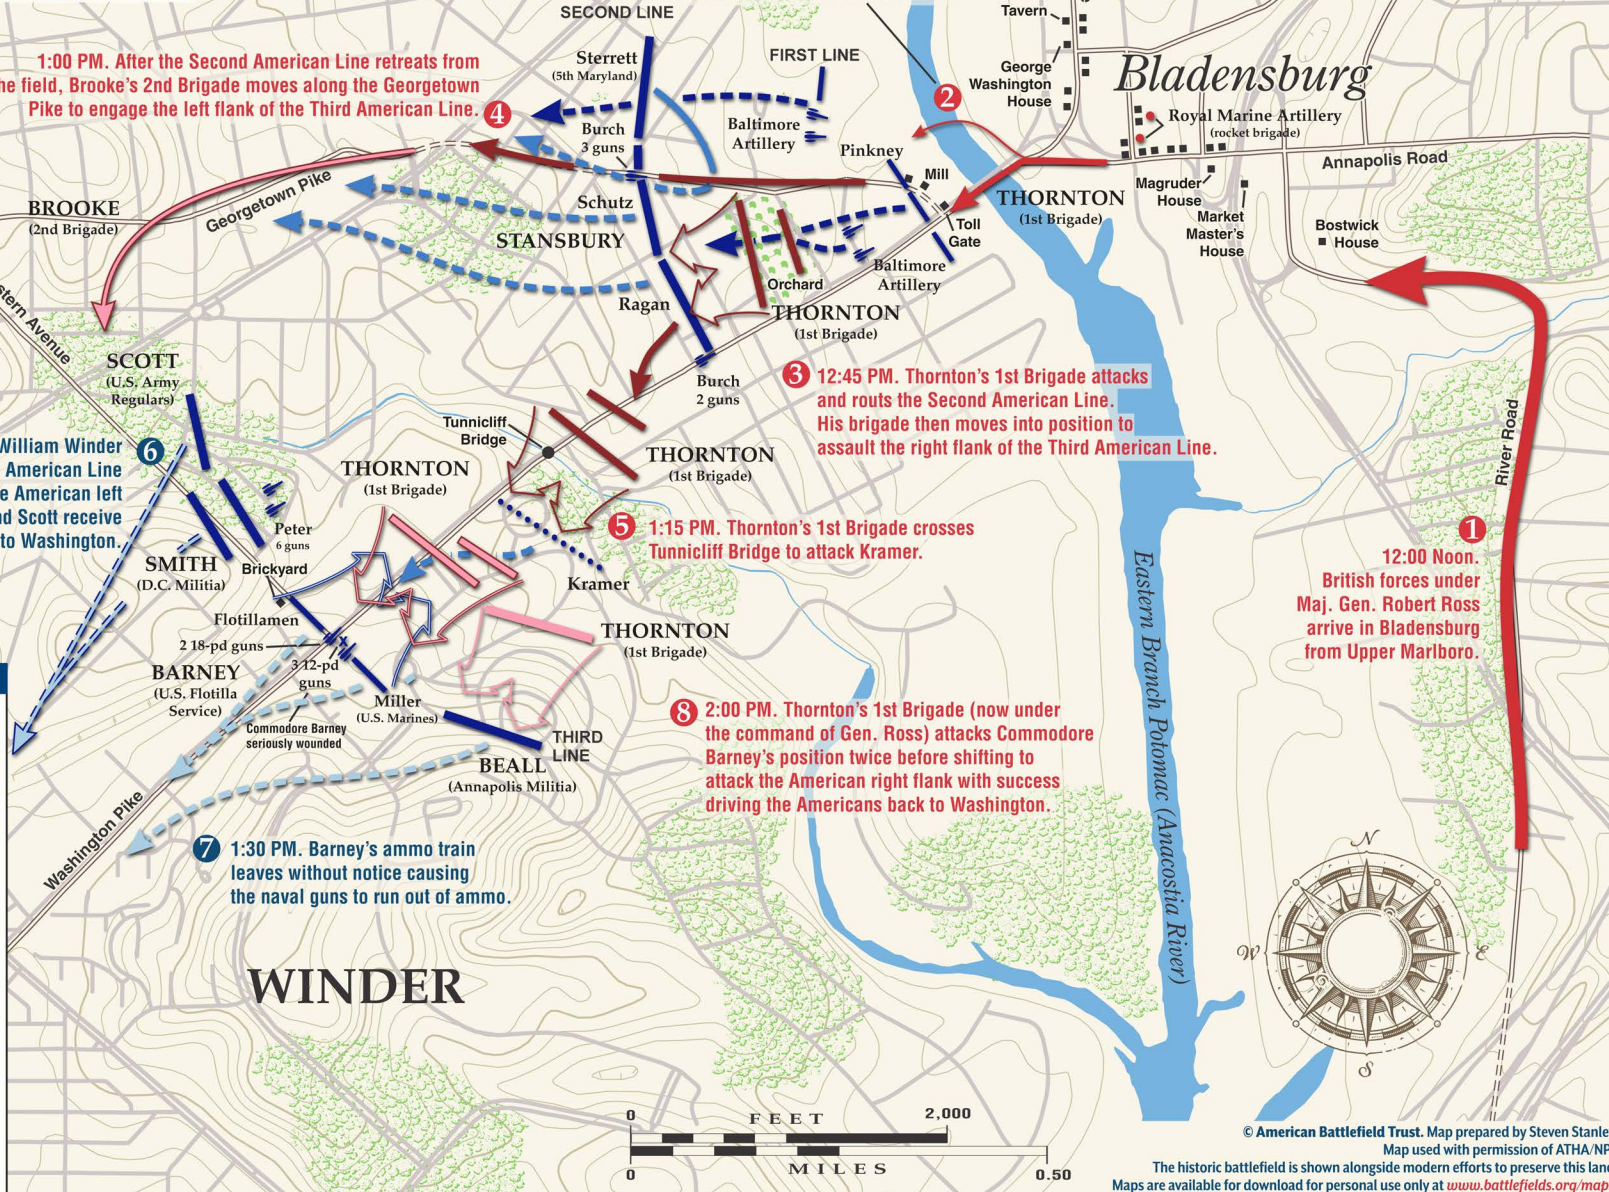 SECOND LINE
Sterrett
(5th Maryland)
FIRST LINE
1:00 PM. After the Second American Line retreats from
he field, Brooke's 2nd Brigade moves along the Georgetown
Pike to engage the left flank of the Third American Line.
4
Burch
3 guns
Baltimore
Artillery
2
Tavern
George
Washington
House
Bladensburg
Royal Marine Artillery
(rocket brigade)
Annapolis Road
Pinkney
Mill
THORNTON
(1st Brigade)
Magruder
House
Market
Master's
House
Bostwick
House
BROOKE
(2nd Brigade)
Georgetown Pike
Schutz
STANSBURY
Toll
Gate
Baltimore
Artillery
Orchard
Ragan
THORNTON
(1st Brigade)
stern Avenue
SCOTT
(U.S. Army
Regulars)
Burch
2 guns
3
12:45 PM. Thornton's 1st Brigade attacks
and routs the Second American Line.
His brigade then moves into position to
assault the right flank of the Third American Line.
Tunnicliff
Bridge
River Road
6
William Winder
American Line
e American left
nd Scott receive
to Washington.
THORNTON
(1st Brigade)
THORNTON
(1st Brigade)
5
1:15 PM. Thornton's 1st Brigade crosses
Tunnicliff Bridge to attack Kramer.
1
12:00 Noon.
British forces under
Maj. Gen. Robert Ross
arrive in Bladensburg
from Upper Marlboro.
Peter
6 guns
SMITH
(D.C. Militia)
Brickyard
Kramer
Flotillamen
2 18-pd guns
3 12-pd
guns
BARNEY
(U.S. Flotilla
Service)
THORNTON
(1st Brigade)
Miller
(U.S. Marines)
Commodore Barney
seriously wounded
THIRD
LINE
BEALL
(Annapolis Militia)
8
2:00 PM. Thornton's 1st Brigade (now under
the command of Gen. Ross) attacks Commodore
Barney's position twice before shifting to
attack the American right flank with success
driving the Americans back to Washington.
Eastern Branch Potomac (Anacostia River)
Washington Pike
7
1:30 PM. Barney's ammo train
leaves without notice causing
the naval guns to run out of ammo.
WINDER
N
W
E
S
0
FEET
2,000
MILES
0
0.50
© American Battlefield Trust. Map prepared by Steven Stanle
Map used with permission of ATHA/NP
The historic battlefield is shown alongside modern efforts to preserve this land
Maps are available for download for personal use only at www.battlefields.org/map